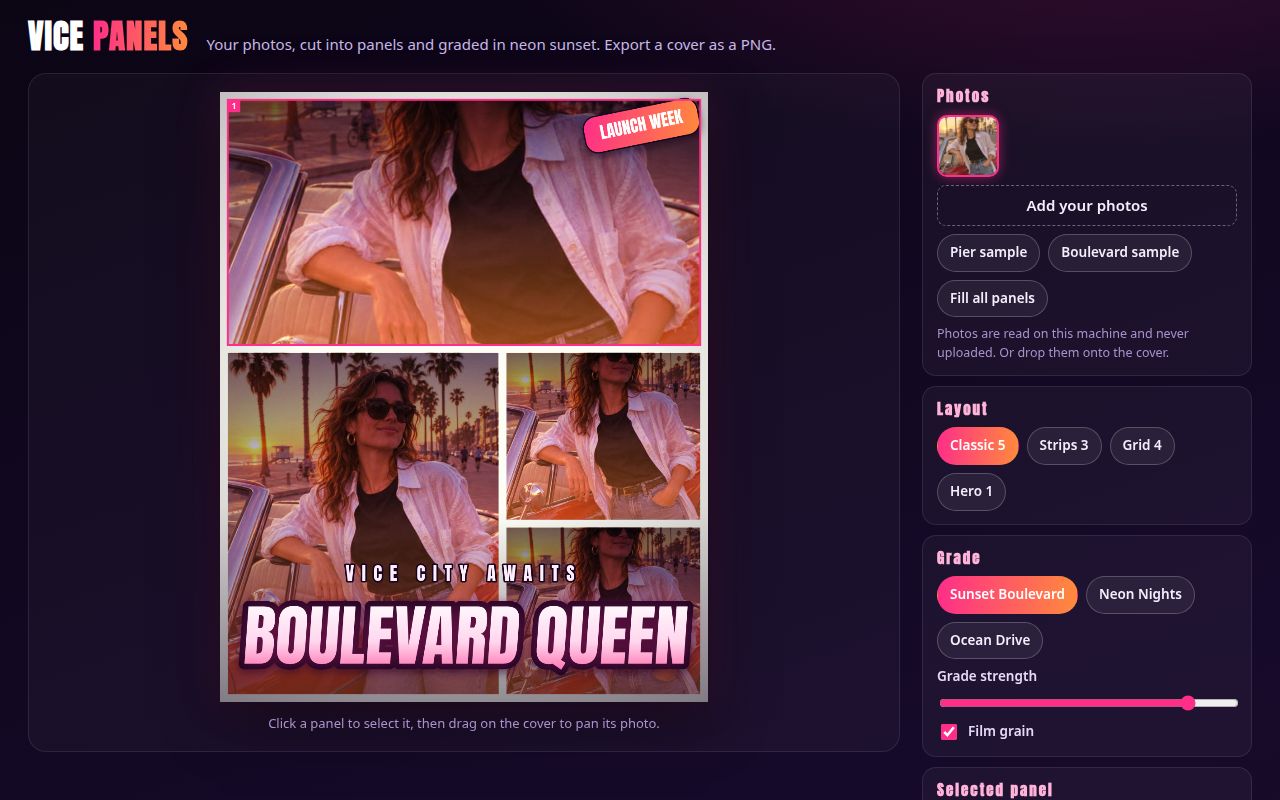 VICE PANELS
Your photos, cut into panels and graded in neon sunset. Export a cover as a PNG.
1
LAUNCH WEEK
VICE CITY AWAITS
BOULEVARD QUEEN
Click a panel to select it, then drag on the cover to pan its photo.
Photos
Add your photos
Pier sample
Boulevard sample
Fill all panels
Photos are read on this machine and never
uploaded. Or drop them onto the cover.
Layout
Classic 5
Strips 3
Grid 4
Hero 1
Grade
Sunset Boulevard
Neon Nights
Ocean Drive
Grade strength
Film grain
Selected panel